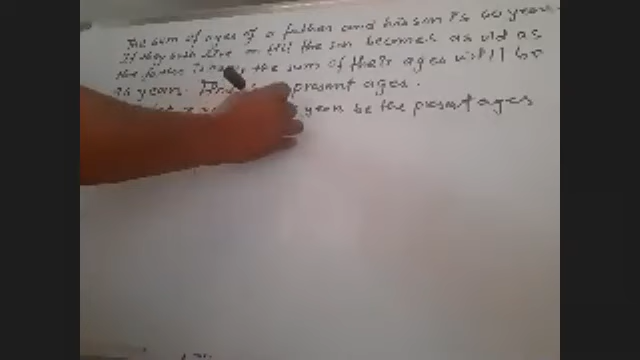 The sum of ages of a father and his son is 60 years.
If they both live on till the son becomes as old as
the father is now, the sum of their ages will be
years. present ages.
year be the present ages